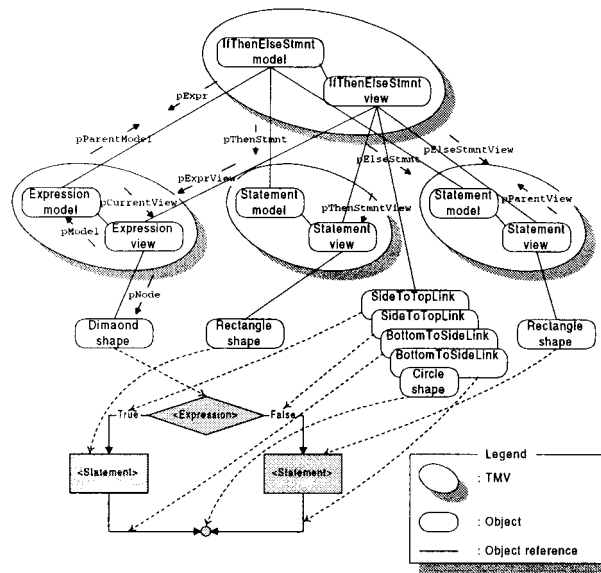 IfThenElseStmnt
model
IfThenElseStmnt
view
pExpr
pParentModel
pThenStmnt
pElseStmnt
pElseStmntView
pExprView
Expression
model
pCurrentView
pModel
Expression
view
Statement
model
pThenStmntView
Statement
view
Statement
model
pParentView
Statement
view
pNode
Dimaond
shape
Rectangle
shape
SideToTopLink
SideToTopLink
BottomToSideLink
BottomToSideLink
Circle
shape
Rectangle
shape
True
<Expression>
False
<Statement>
<Statement>
Legend
: TMV
: Object
: Object reference